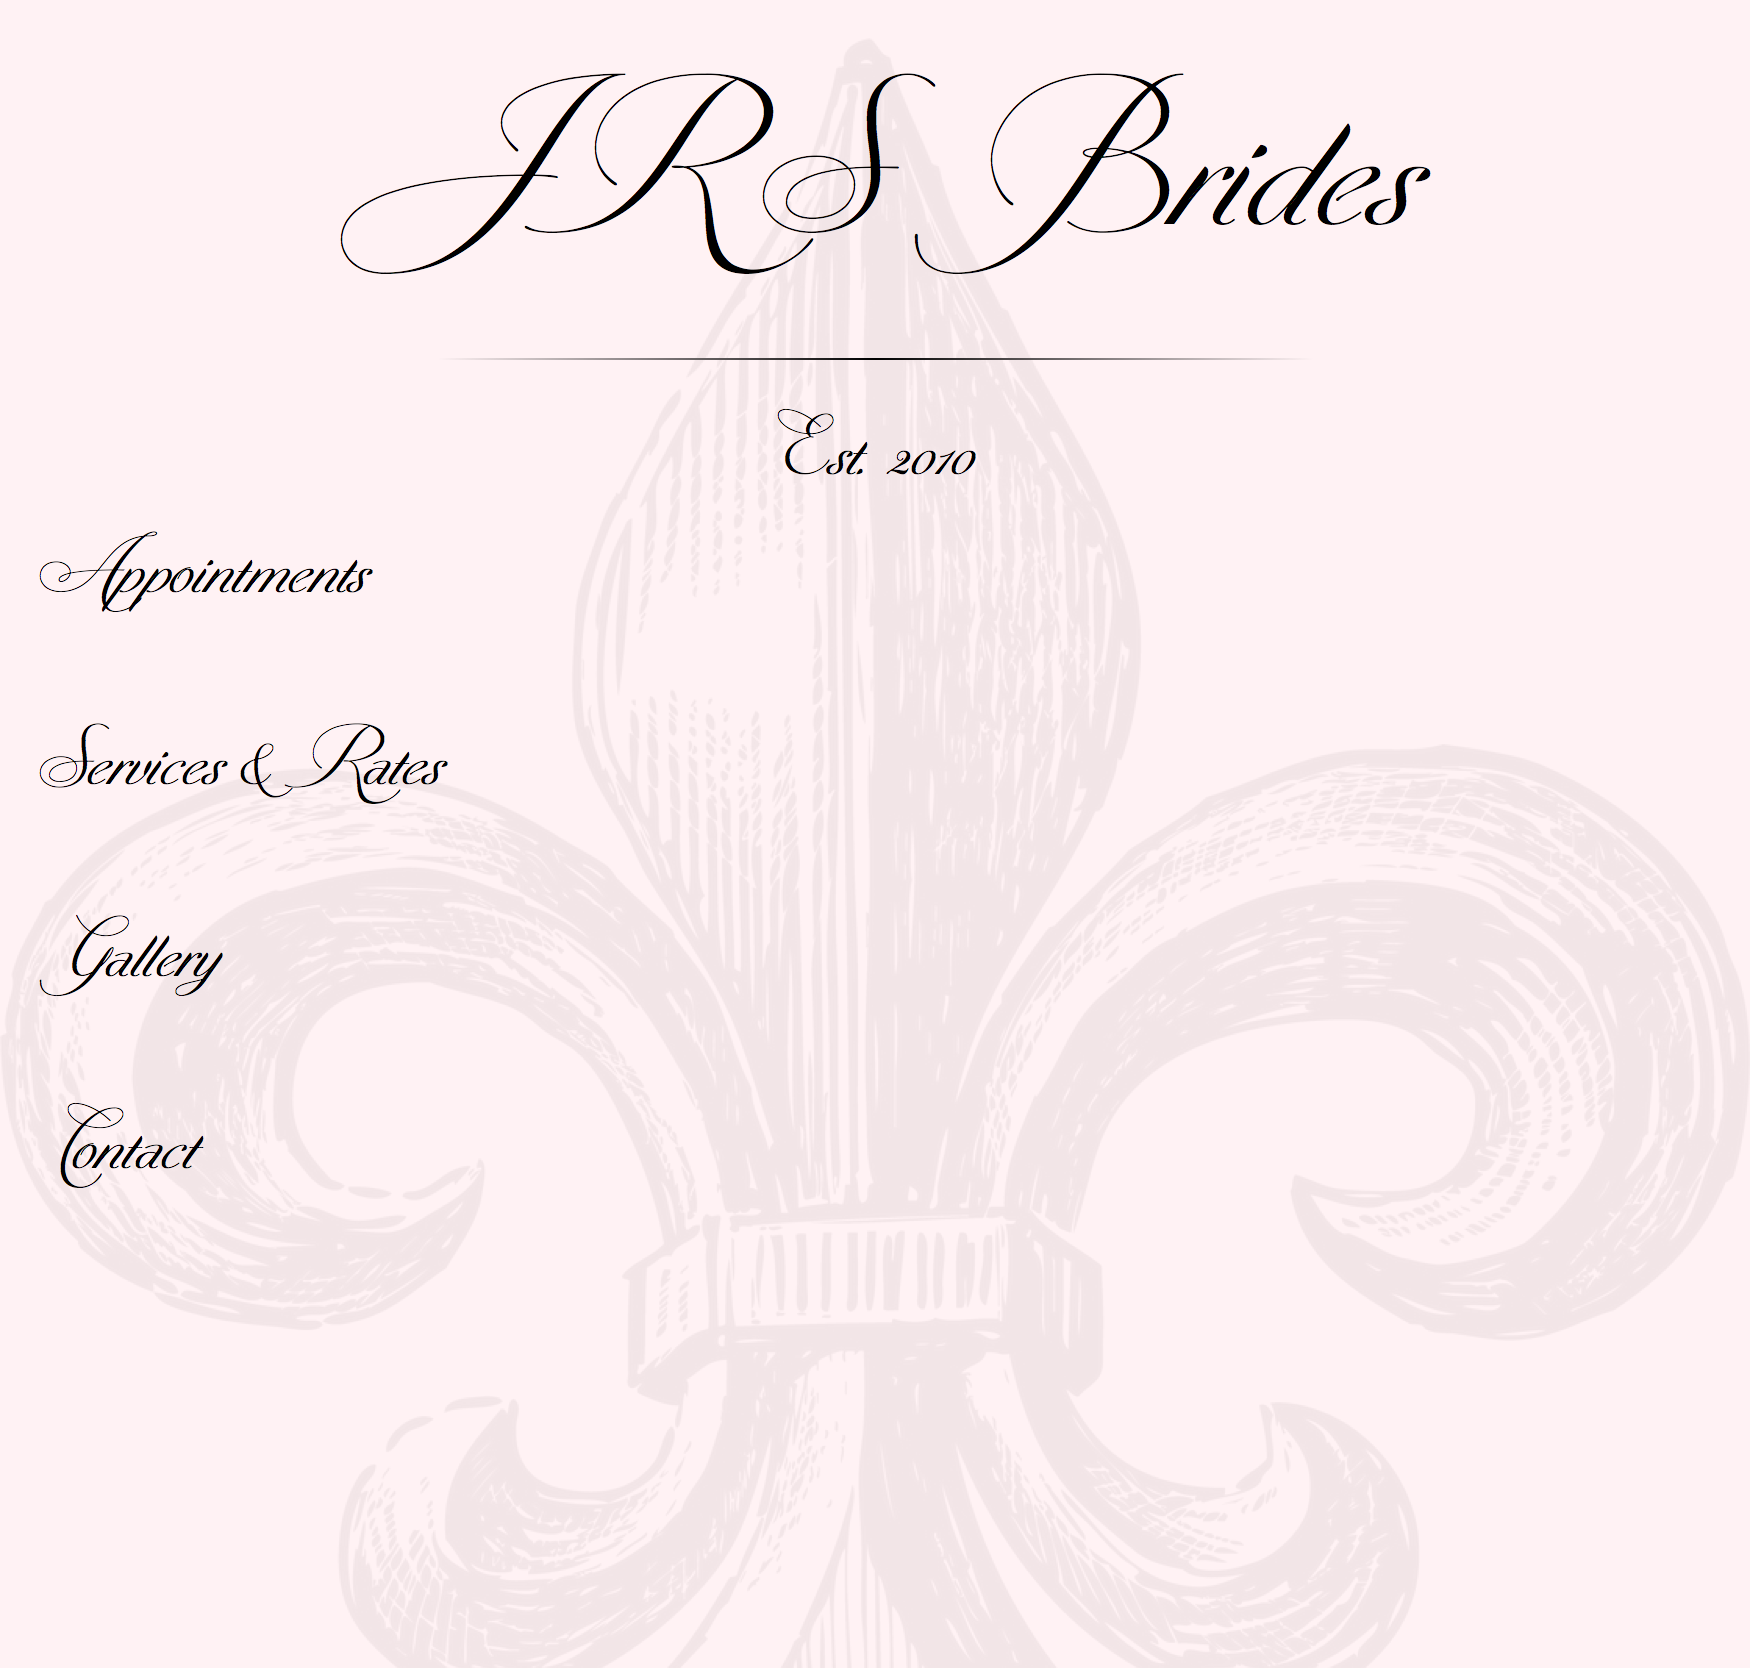 JRS Brides
Est. 2010
Appointments
Services & Rates
Gallery
Contact